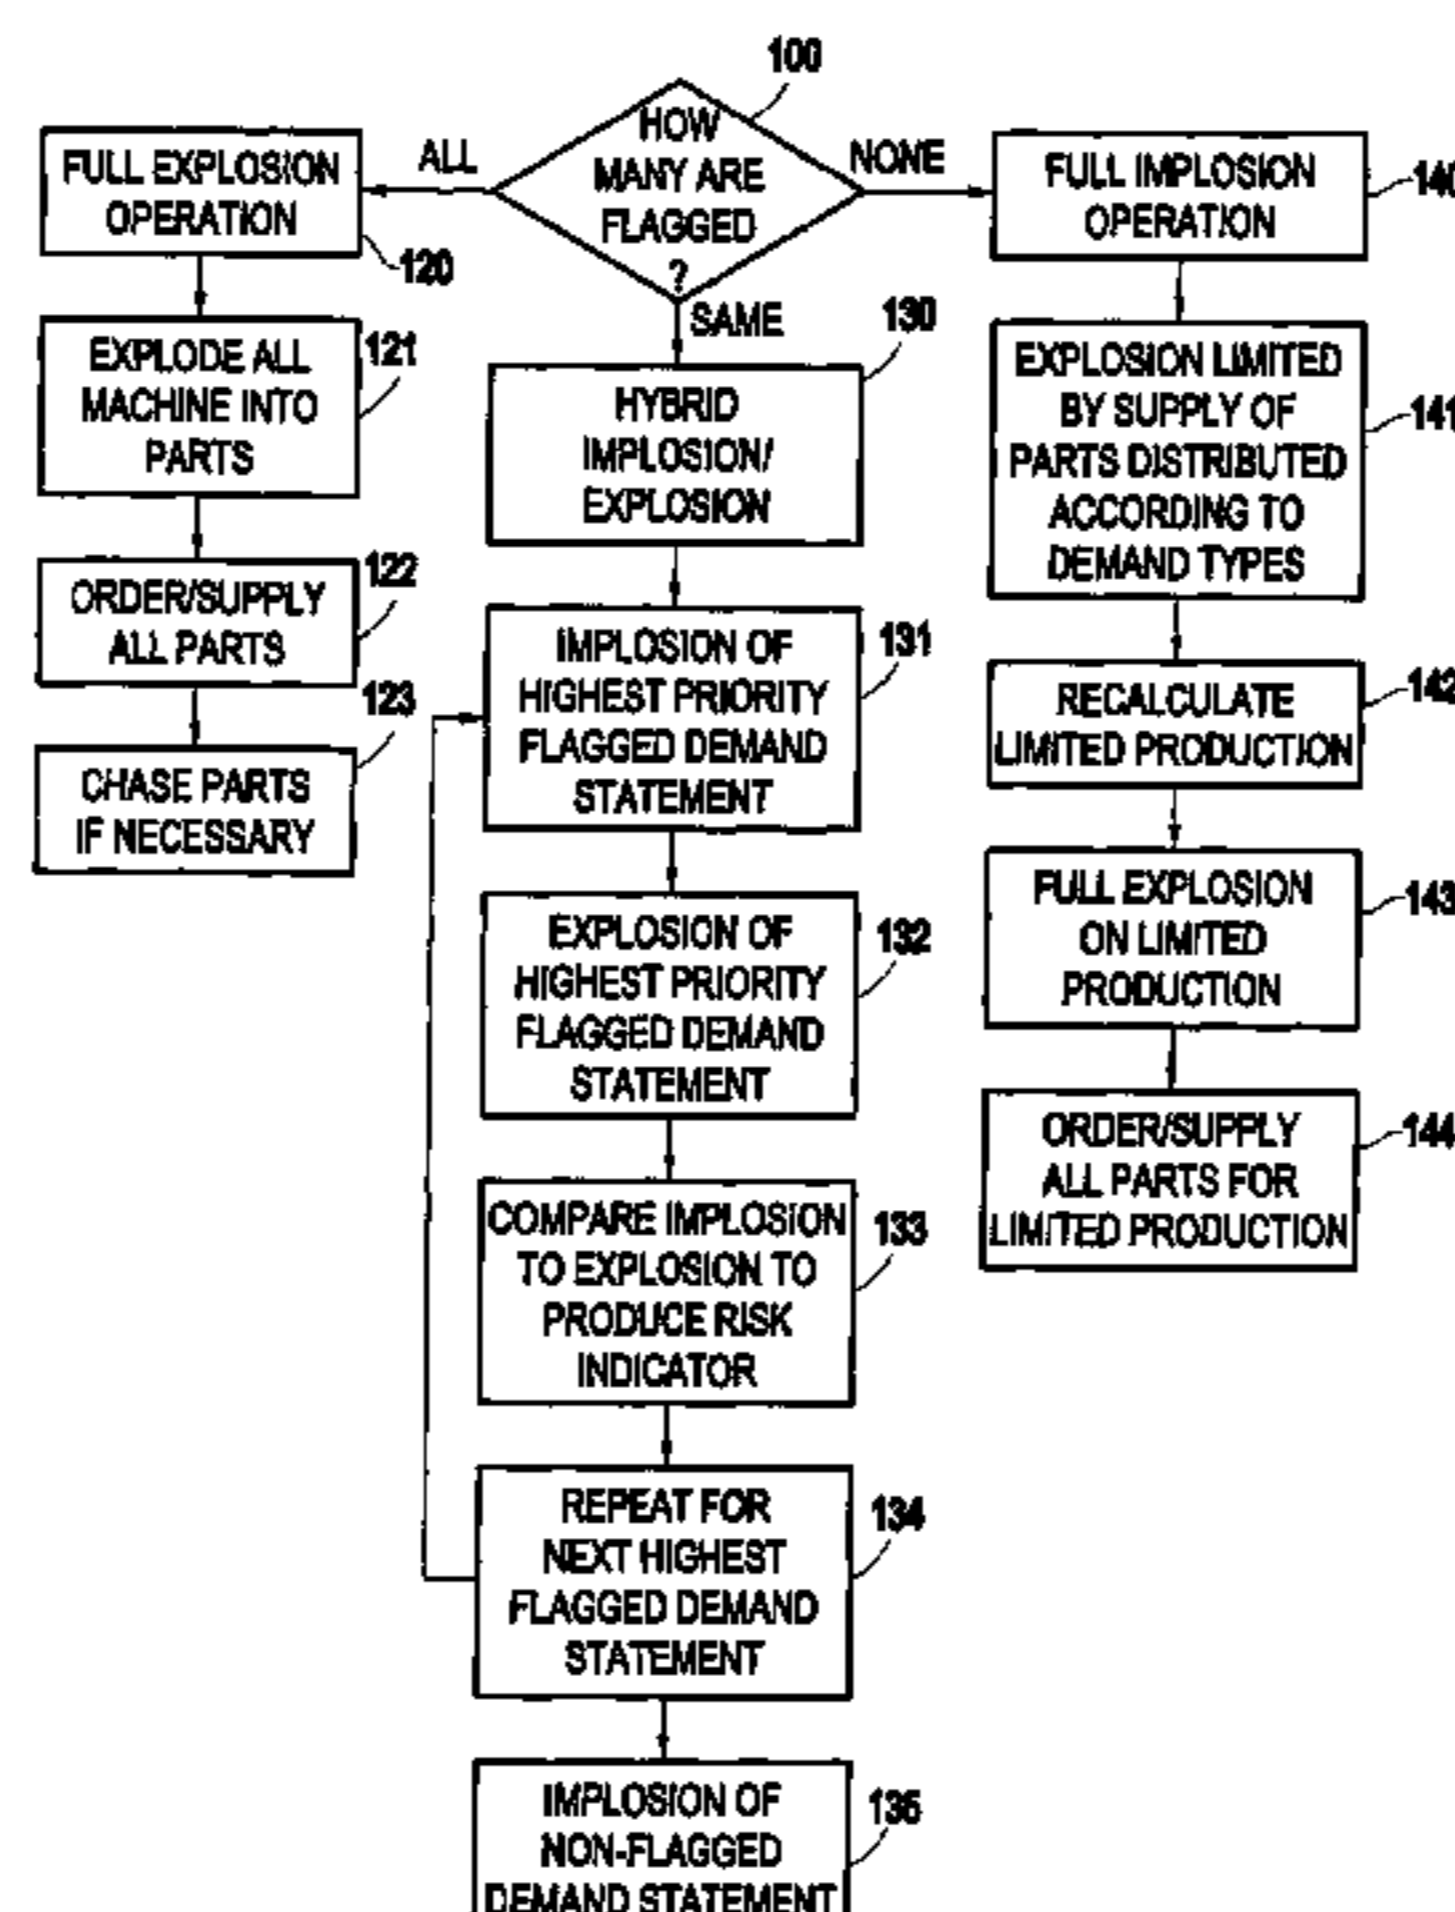 100
HOW
MANY ARE
FLAGGED
?
ALL
NONE
SAME
FULL EXPLOSION
OPERATION
120
EXPLODE ALL
MACHINE INTO
PARTS
121
ORDER/SUPPLY
ALL PARTS
122
CHASE PARTS
IF NECESSARY
123
HYBRID
IMPLOSION/
EXPLOSION
130
IMPLOSION OF
HIGHEST PRIORITY
FLAGGED DEMAND
STATEMENT
131
EXPLOSION OF
HIGHEST PRIORITY
FLAGGED DEMAND
STATEMENT
132
COMPARE IMPLOSION
TO EXPLOSION TO
PRODUCE RISK
INDICATOR
133
REPEAT FOR
NEXT HIGHEST
FLAGGED DEMAND
STATEMENT
134
IMPLOSION OF
NON-FLAGGED
DEMAND STATEMENT
135
FULL IMPLOSION
OPERATION
140
EXPLOSION LIMITED
BY SUPPLY OF
PARTS DISTRIBUTED
ACCORDING TO
DEMAND TYPES
141
RECALCULATE
LIMITED PRODUCTION
142
FULL EXPLOSION
ON LIMITED
PRODUCTION
143
ORDER/SUPPLY
ALL PARTS FOR
LIMITED PRODUCTION
144